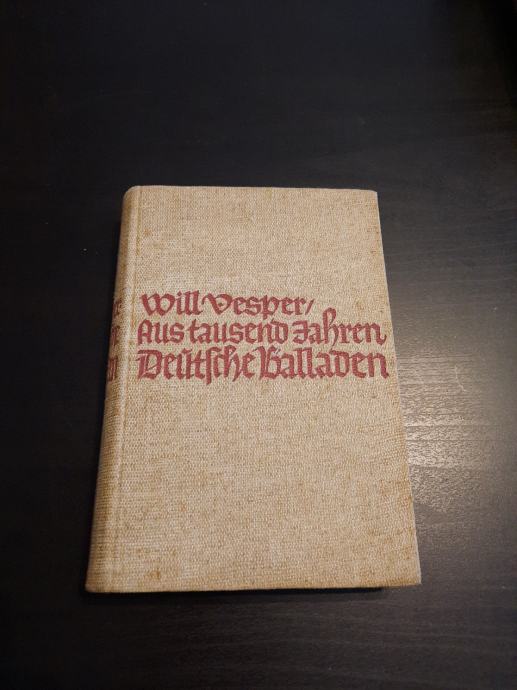 Will Vesper/
Aus tausend Jahren
Deutsche Balladen